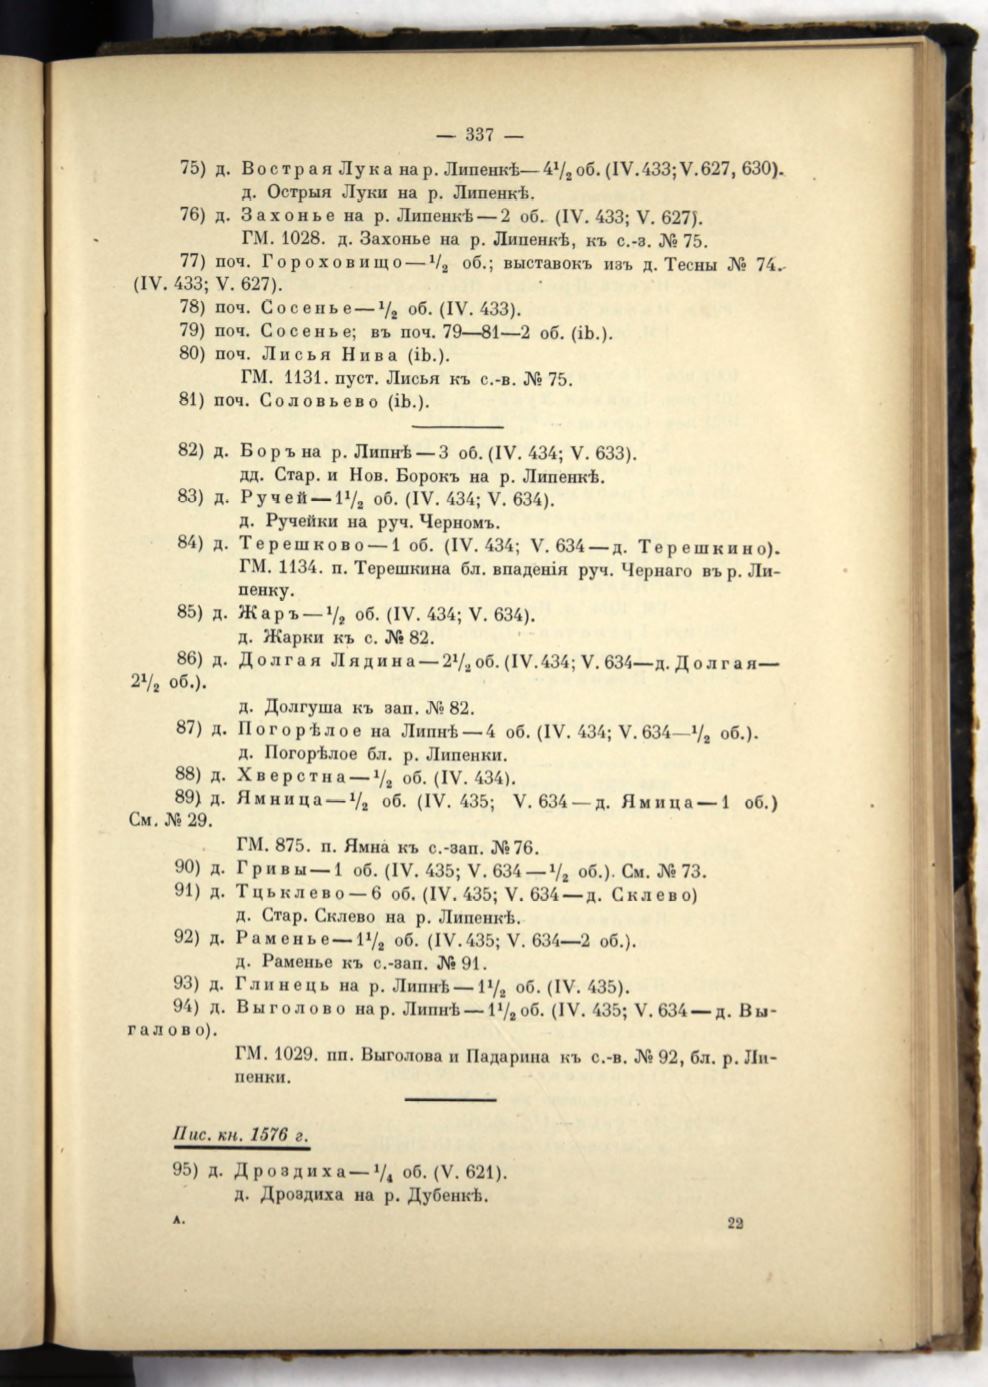 — 337 —
75) д. Вострая Лука на р. Липенкѣ—4½ об. (IV. 433; V. 627, 630).
д. Острыя Луки на р. Липенкѣ.
76) д. Захонье на р. Липенкѣ—2 об. (IV. 433; V. 627).
ГМ. 1028. д. Захонье на р. Липенкѣ, къ с.-з. № 75.
77) поч. Гороховищо—½ об.; выставокъ изъ д. Тесны № 74.
(IV. 433; V. 627).
78) поч. Сосенье—½ об. (IV. 433).
79) поч. Сосенье; въ поч. 79—81—2 об. (ib.).
80) поч. Лисья Нива (ib.).
ГМ. 1131. пуст. Лисья къ с.-в. № 75.
81) поч. Соловьево (ib.).
82) д. Боръ на р. Липнѣ—3 об. (IV. 434; V. 633).
дд. Стар. и Нов. Борокъ на р. Липенкѣ.
83) д. Ручей—1½ об. (IV. 434; V. 634).
д. Ручейки на руч. Черномъ.
84) д. Терешково—1 об. (IV. 434; V. 634—д. Терешкино).
ГМ. 1134. п. Терешкина бл. впаденія руч. Чернаго въ р. Ли-
пенку.
85) д. Жаръ—½ об. (IV. 434; V. 634).
д. Жарки къ с. № 82.
86) д. Долгая Лядина—2½ об. (IV. 434; V. 634—д. Долгая—
2½ об.).
д. Долгуша къ зап. № 82.
87) д. Погорѣлое на Липнѣ—4 об. (IV. 434; V. 634—½ об.).
д. Погорѣлое бл. р. Липенки.
88) д. Хверстна—½ об. (IV. 434).
89) д. Ямница—½ об. (IV. 435; V. 634—д. Ямица—1 об.)
См. № 29.
ГМ. 875. п. Ямна къ с.-зап. № 76.
90) д. Гривы—1 об. (IV. 435; V. 634—½ об.). См. № 73.
91) д. Тцьклево—6 об. (IV. 435; V. 634—д. Склево)
д. Стар. Склево на р. Липенкѣ.
92) д. Раменье—1½ об. (IV. 435; V. 634—2 об.).
д. Раменье къ с.-зап. № 91.
93) д. Глинець на р. Липнѣ—1½ об. (IV. 435).
94) д. Выголово на р. Липнѣ—1½ об. (IV. 435; V. 634—д. Вы-
галово).
ГМ. 1029. пп. Выголова и Падарина къ с.-в. № 92, бл. р. Ли-
пенки.
Пис. кн. 1576 г.
95) д. Дроздиха—¼ об. (V. 621).
д. Дроздиха на р. Дубенкѣ.
А. 22